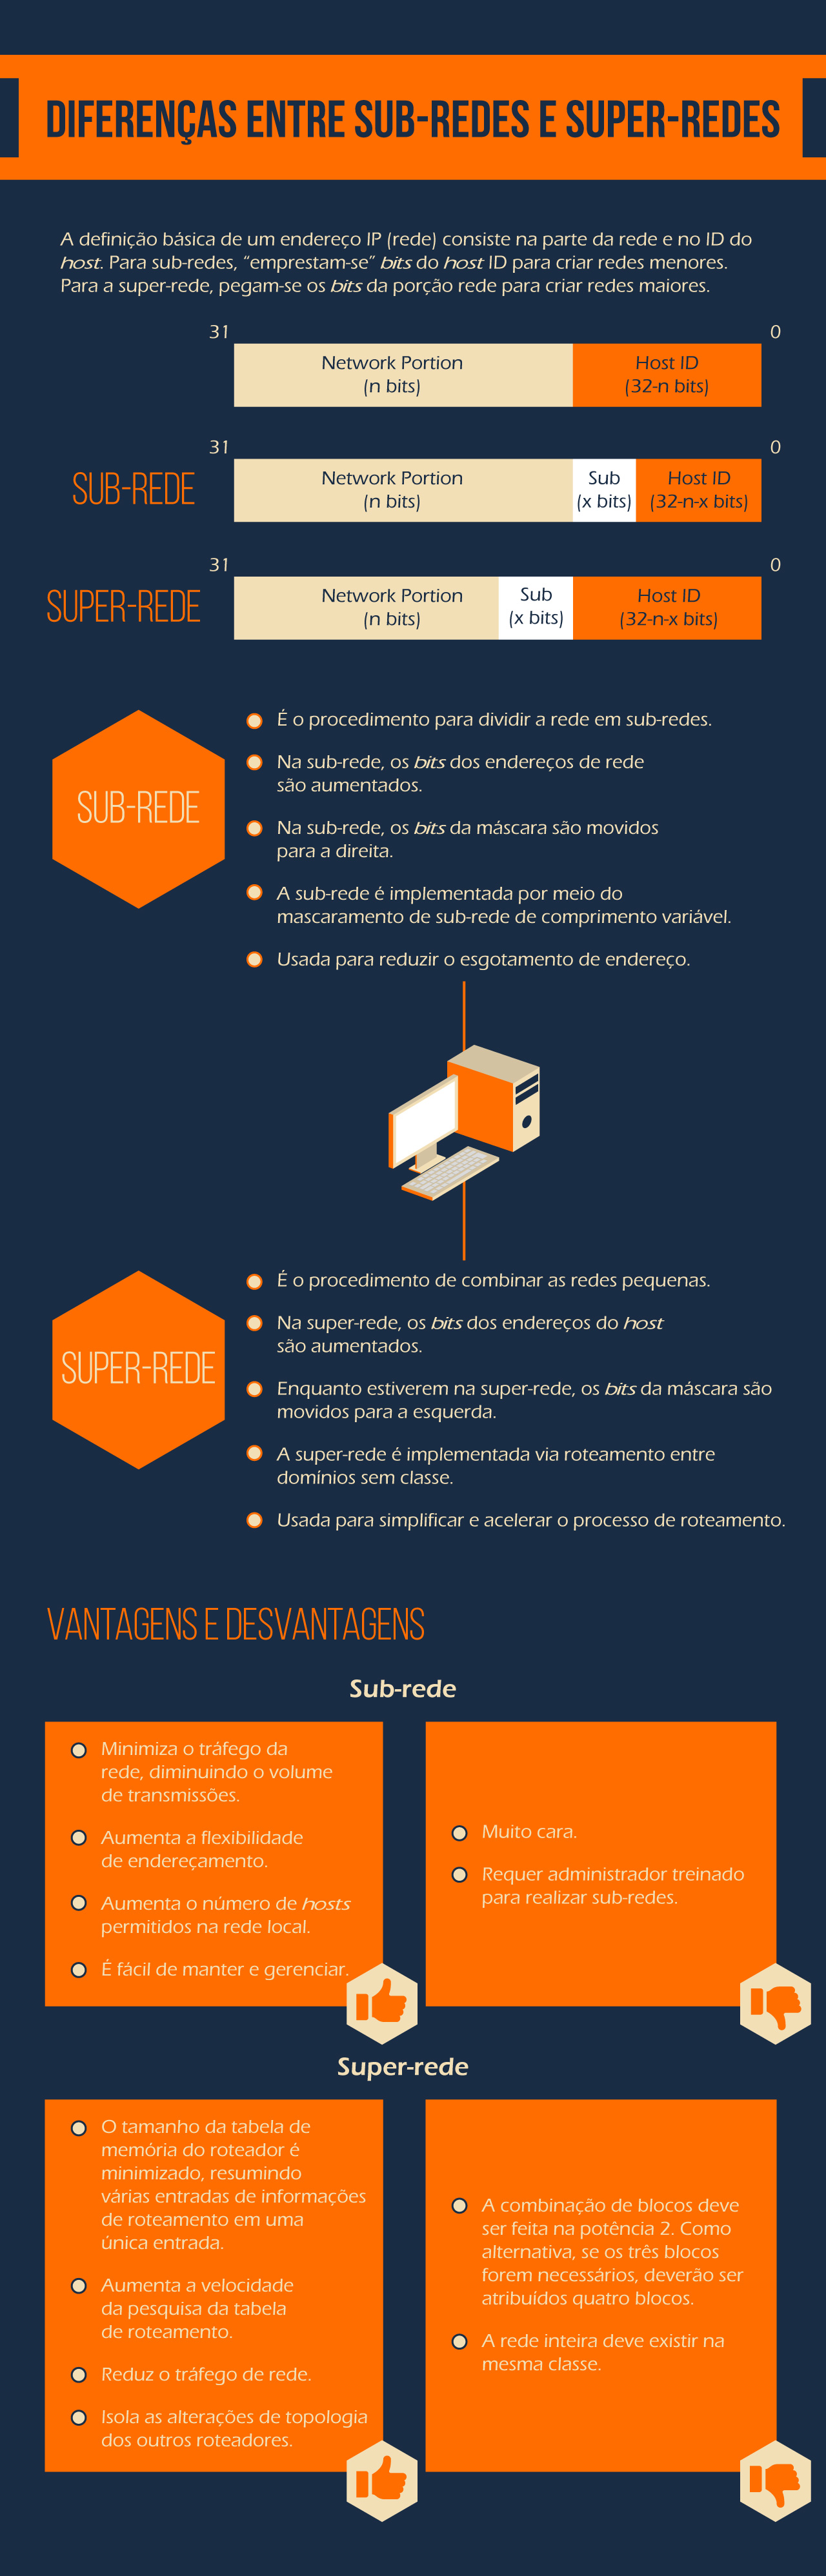 DIFERENÇAS ENTRE SUB-REDES E SUPER-REDES
A definição básica de um endereço IP (rede) consiste na parte da rede e no ID do
host. Para sub-redes, “emprestam-se” bits do host ID para criar redes menores.
Para a super-rede, pegam-se os bits da porção rede para criar redes maiores.
31 0
Network Portion
(n bits)
Host ID
(32-n bits)
31 0
SUB-REDE
Network Portion
(n bits)
Sub
(x bits)
Host ID
(32-n-x bits)
31 0
SUPER-REDE
Network Portion
(n bits)
Sub
(x bits)
Host ID
(32-n-x bits)
SUB-REDE
É o procedimento para dividir a rede em sub-redes.
Na sub-rede, os bits dos endereços de rede
são aumentados.
Na sub-rede, os bits da máscara são movidos
para a direita.
A sub-rede é implementada por meio do
mascaramento de sub-rede de comprimento variável.
Usada para reduzir o esgotamento de endereço.
SUPER-REDE
É o procedimento de combinar as redes pequenas.
Na super-rede, os bits dos endereços do host
são aumentados.
Enquanto estiverem na super-rede, os bits da máscara são
movidos para a esquerda.
A super-rede é implementada via roteamento entre
domínios sem classe.
Usada para simplificar e acelerar o processo de roteamento.
VANTAGENS E DESVANTAGENS
Sub-rede
Minimiza o tráfego da
rede, diminuindo o volume
de transmissões.
Aumenta a flexibilidade
de endereçamento.
Aumenta o número de hosts
permitidos na rede local.
É fácil de manter e gerenciar.
Muito cara.
Requer administrador treinado
para realizar sub-redes.
Super-rede
O tamanho da tabela de
memória do roteador é
minimizado, resumindo
várias entradas de informações
de roteamento em uma
única entrada.
Aumenta a velocidade
da pesquisa da tabela
de roteamento.
Reduz o tráfego de rede.
Isola as alterações de topologia
dos outros roteadores.
A combinação de blocos deve
ser feita na potência 2. Como
alternativa, se os três blocos
forem necessários, deverão ser
atribuídos quatro blocos.
A rede inteira deve existir na
mesma classe.